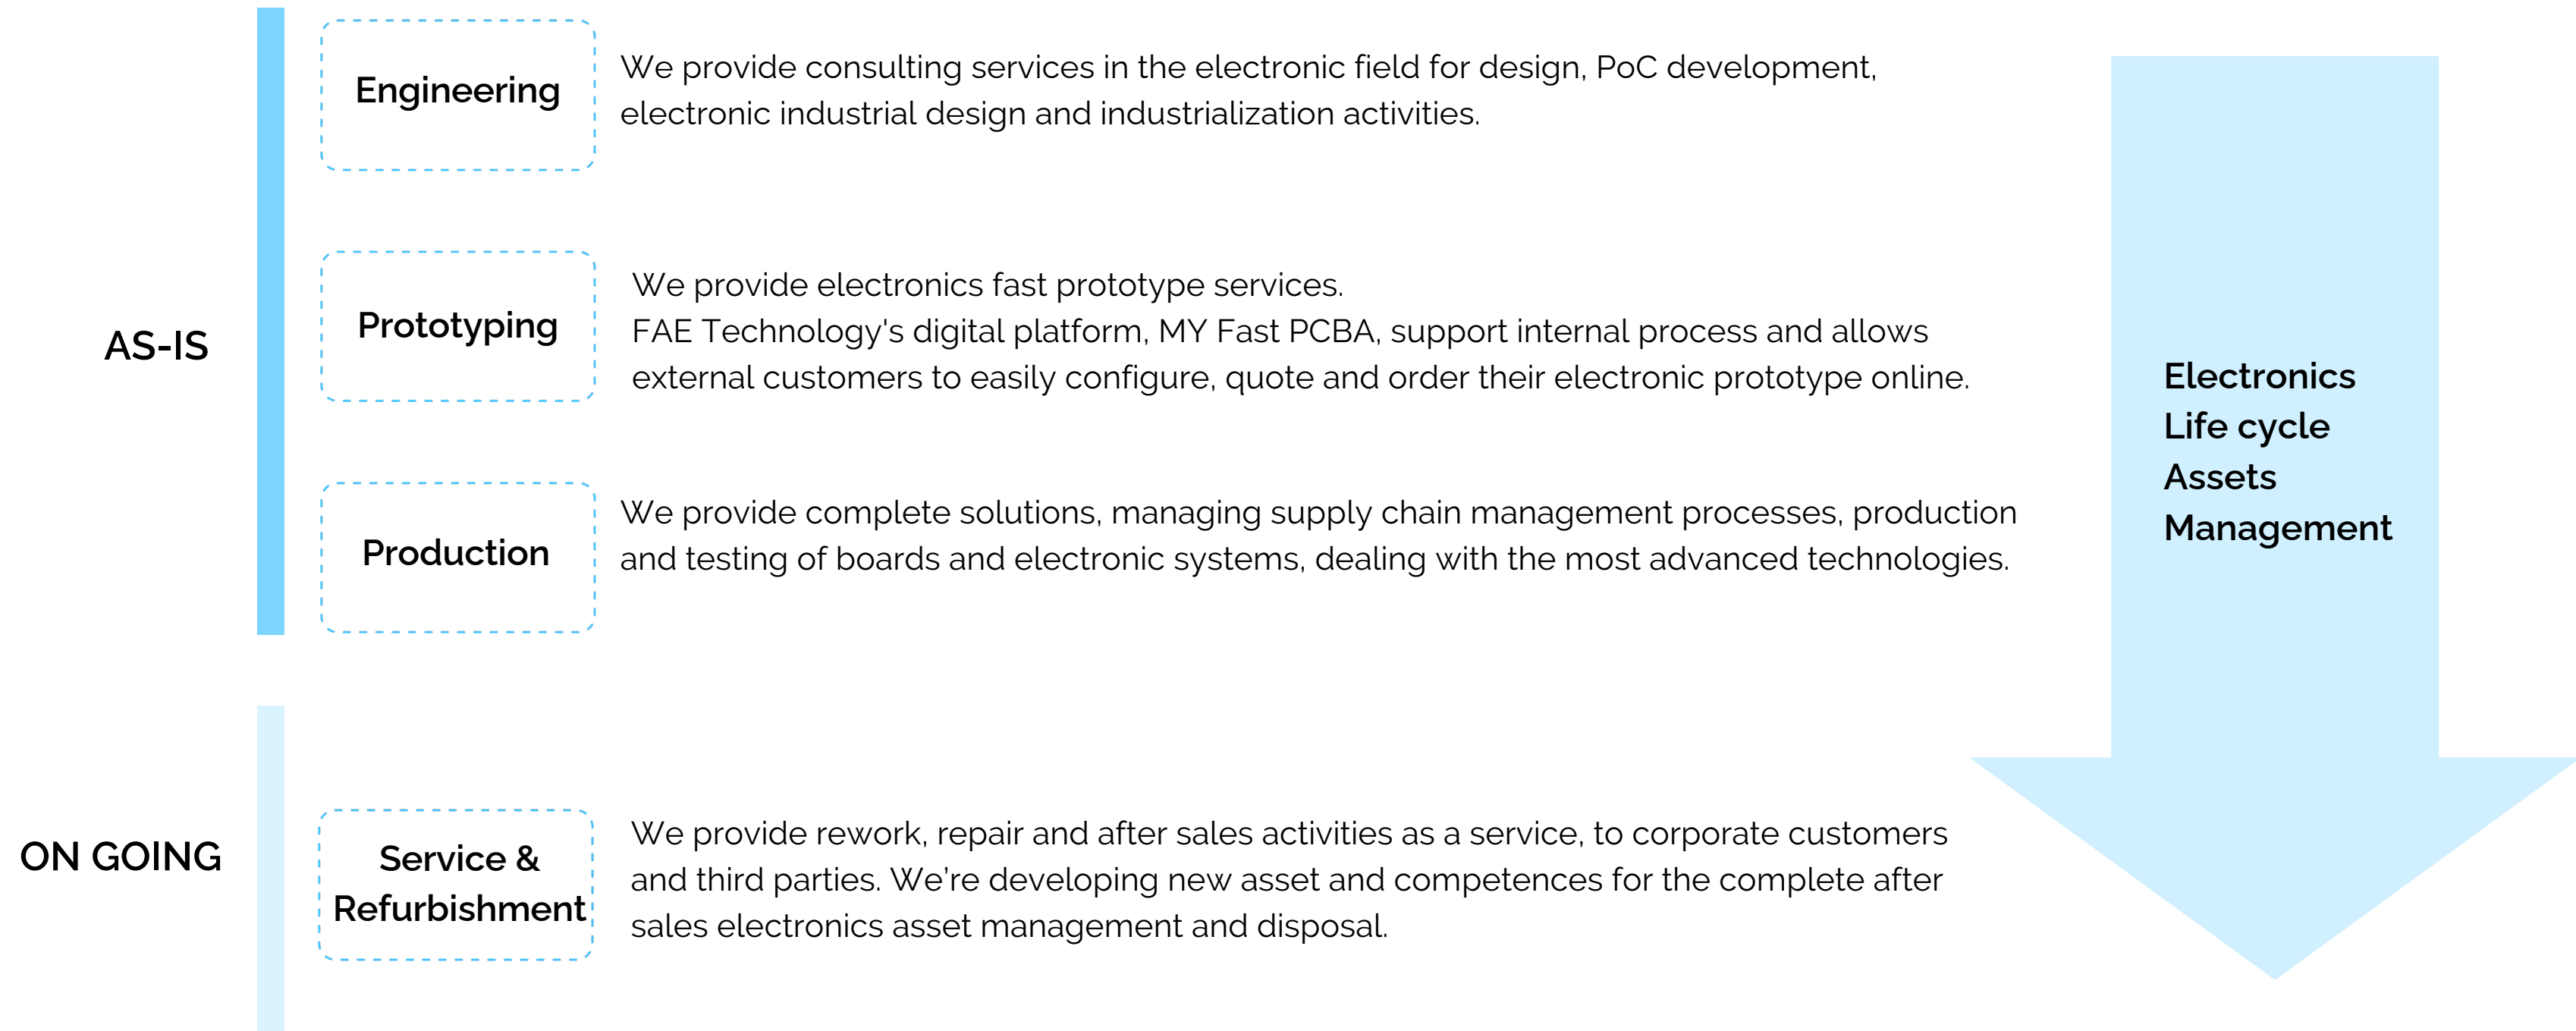 Engineering
We provide consulting services in the electronic field for design, PoC development,
electronic industrial design and industrialization activities.
AS-IS
Prototyping
We provide electronics fast prototype services.
FAE Technology's digital platform, MY Fast PCBA, support internal process and allows
external customers to easily configure, quote and order their electronic prototype online.
Production
We provide complete solutions, managing supply chain management processes, production
and testing of boards and electronic systems, dealing with the most advanced technologies.
ON GOING
Service &
Refurbishment
We provide rework, repair and after sales activities as a service, to corporate customers
and third parties. We’re developing new asset and competences for the complete after
sales electronics asset management and disposal.
Electronics
Life cycle
Assets
Management